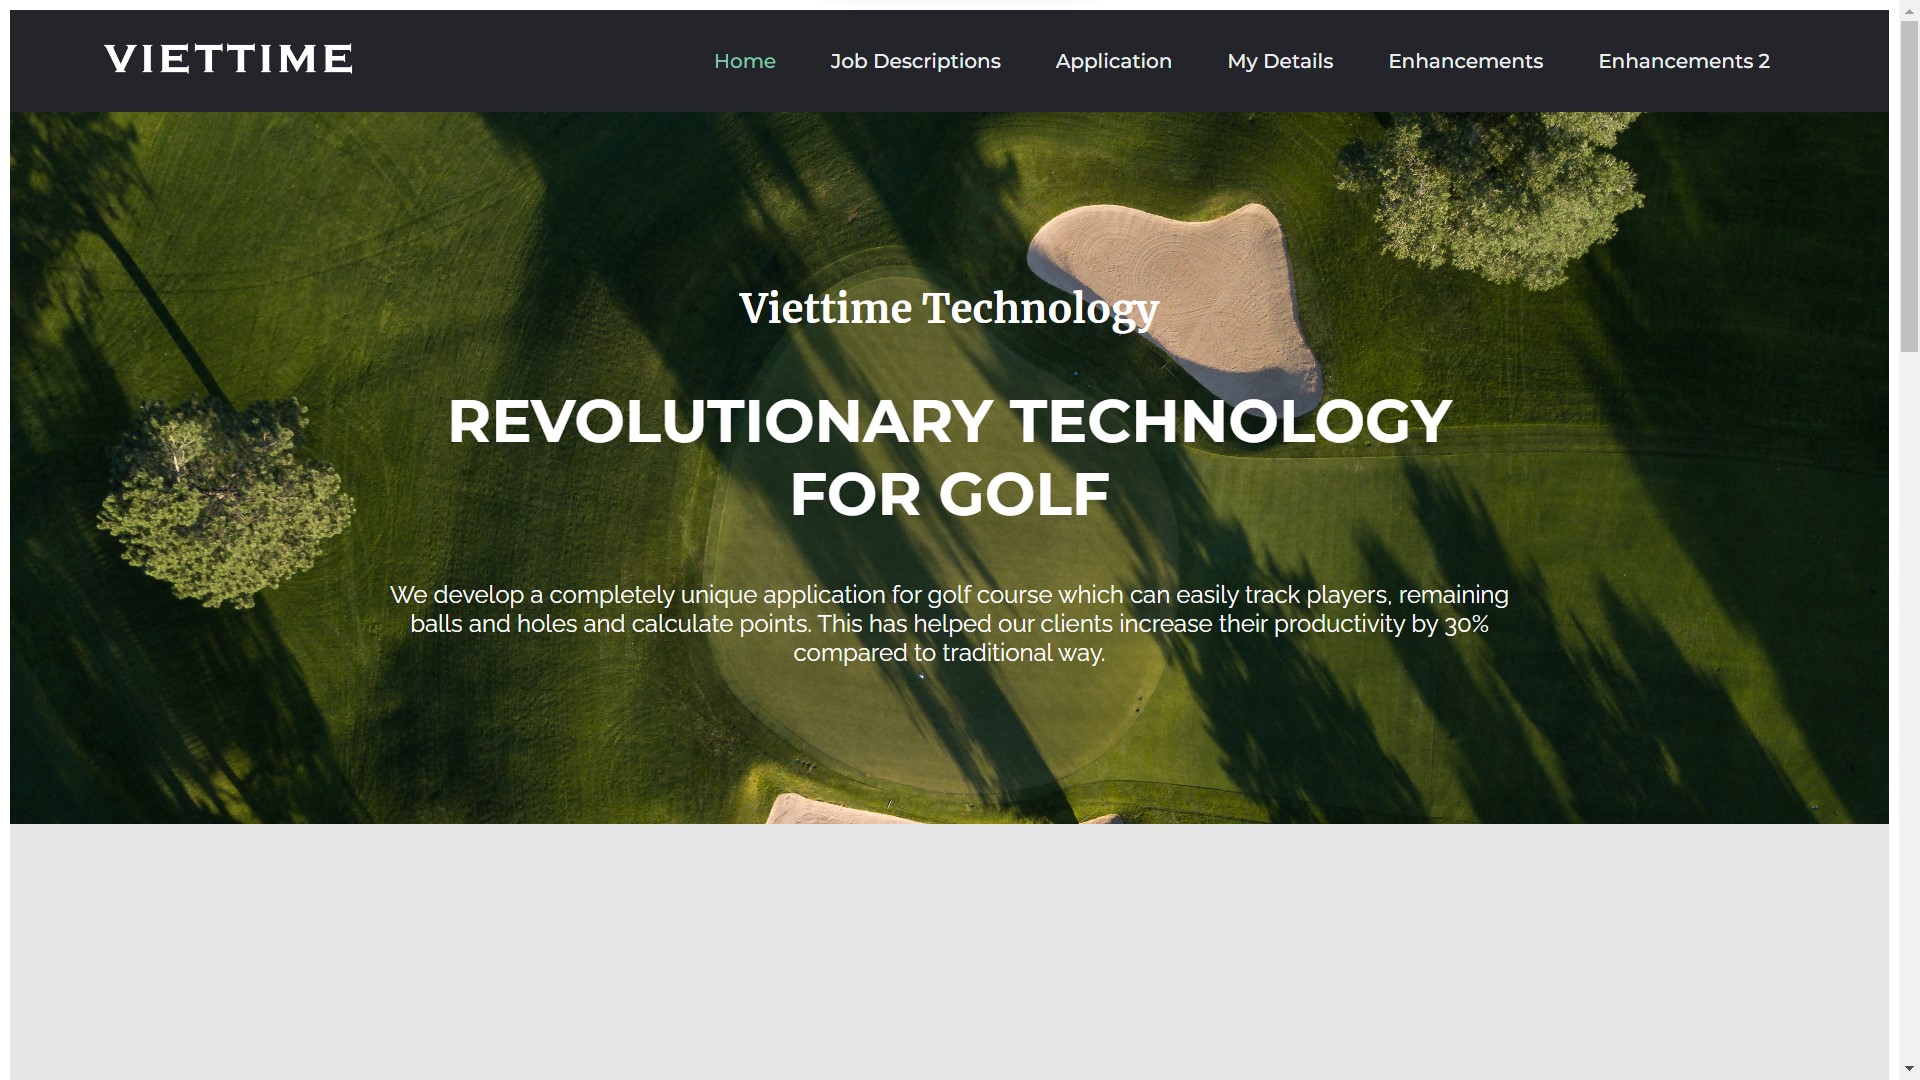 VIETTIME
Home Job Descriptions Application My Details Enhancements Enhancements 2
Viettime Technology
REVOLUTIONARY TECHNOLOGY
FOR GOLF
We develop a completely unique application for golf course which can easily track players, remaining
balls and holes and calculate points. This has helped our clients increase their productivity by 30%
compared to traditional way.